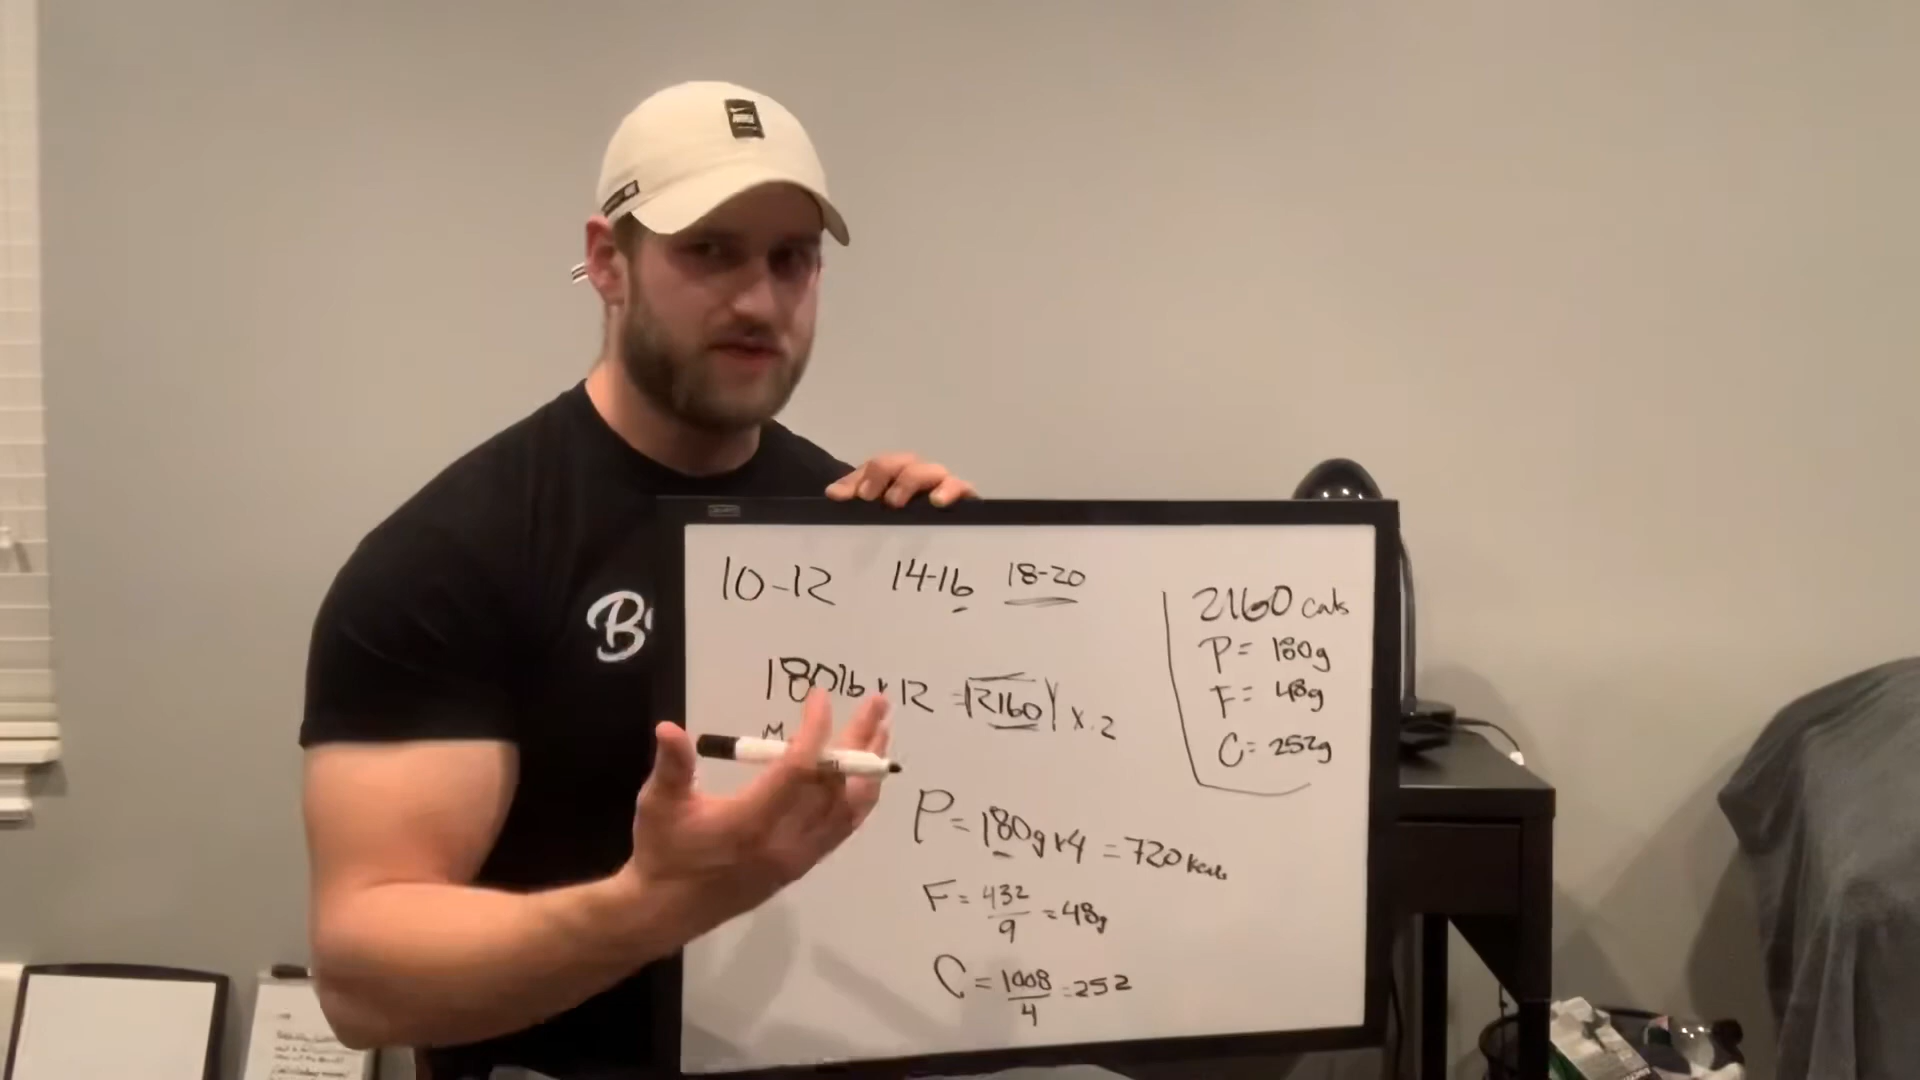 10-12 14-16 18-20
180lb x 12 = 2160 x .2
P = 180g x 4 = 720 kcals
F = 432/9 = 48g
C = 1008/4 = 252
2160 cals
P = 180g
F = 48g
C = 252g
B